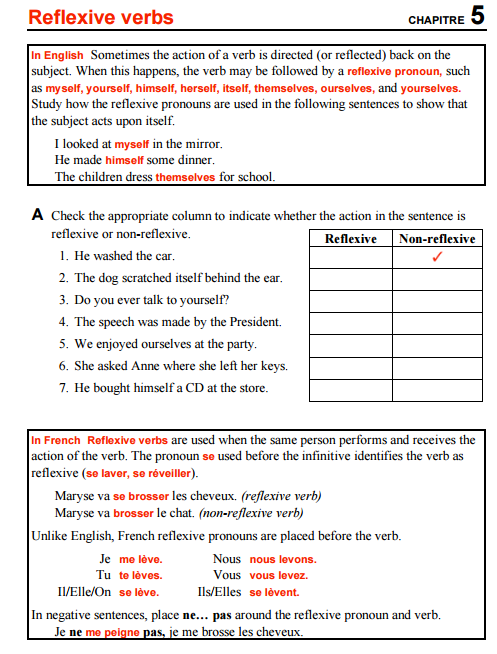 Reflexive verbs
CHAPITRE 5
In English Sometimes the action of a verb is directed (or reflected) back on the
subject. When this happens, the verb may be followed by a reflexive pronoun, such
as myself, yourself, himself, herself, itself, themselves, ourselves, and yourselves.
Study how the reflexive pronouns are used in the following sentences to show that
the subject acts upon itself.
I looked at myself in the mirror.
He made himself some dinner.
The children dress themselves for school.
A Check the appropriate column to indicate whether the action in the sentence is
reflexive or non-reflexive.
Reflexive Non-reflexive
1. He washed the car. ✓
2. The dog scratched itself behind the ear.
3. Do you ever talk to yourself?
4. The speech was made by the President.
5. We enjoyed ourselves at the party.
6. She asked Anne where she left her keys.
7. He bought himself a CD at the store.
In French Reflexive verbs are used when the same person performs and receives the
action of the verb. The pronoun se used before the infinitive identifies the verb as
reflexive (se laver, se réveiller).
Maryse va se brosser les cheveux. (reflexive verb)
Maryse va brosser le chat. (non-reflexive verb)
Unlike English, French reflexive pronouns are placed before the verb.
Je me lève. Nous nous levons.
Tu te lèves. Vous vous levez.
Il/Elle/On se lève. Ils/Elles se lèvent.
In negative sentences, place ne... pas around the reflexive pronoun and verb.
Je ne me peigne pas, je me brosse les cheveux.